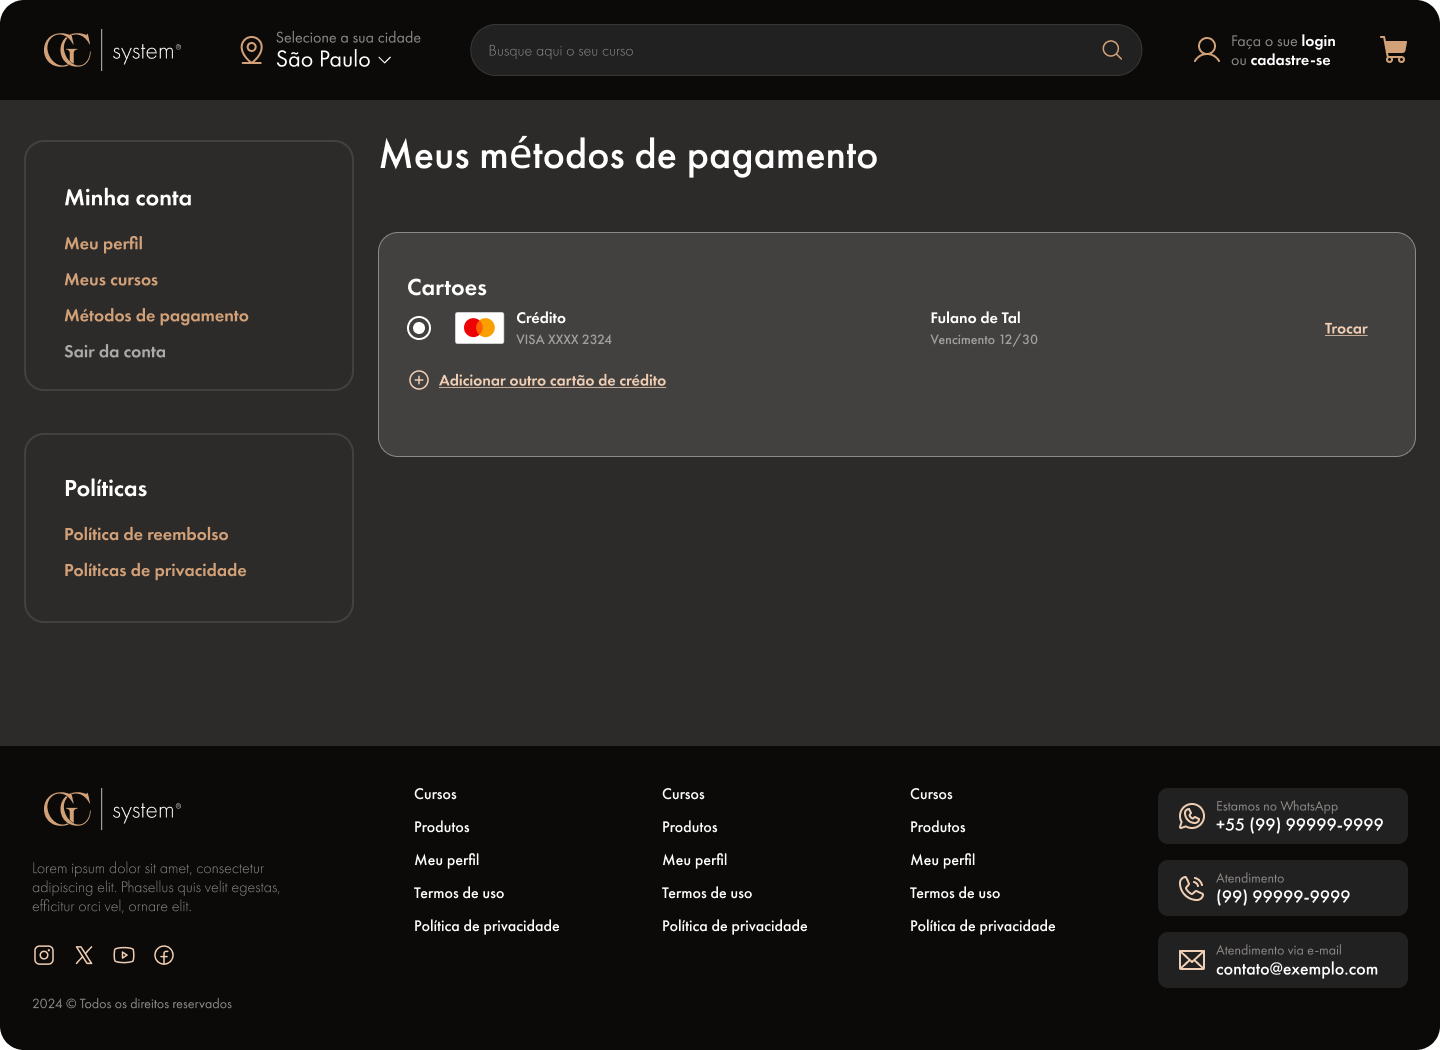 GC system®
Selecione a sua cidade
São Paulo
Busque aqui o seu curso
Faça o sue login
ou cadastre-se
Minha conta
Meu perfil
Meus cursos
Métodos de pagamento
Sair da conta
Políticas
Política de reembolso
Políticas de privacidade
Meus métodos de pagamento
Cartoes
Crédito
VISA XXXX 2324
Fulano de Tal
Vencimento 12/30
Trocar
Adicionar outro cartão de crédito
GC system®
Lorem ipsum dolor sit amet, consectetur
adipiscing elit. Phasellus quis velit egestas,
efficitur orci vel, ornare elit.
2024 © Todos os direitos reservados
Cursos
Produtos
Meu perfil
Termos de uso
Política de privacidade
Cursos
Produtos
Meu perfil
Termos de uso
Política de privacidade
Cursos
Produtos
Meu perfil
Termos de uso
Política de privacidade
Estamos no WhatsApp
+55 (99) 99999-9999
Atendimento
(99) 99999-9999
Atendimento via e-mail
contato@exemplo.com